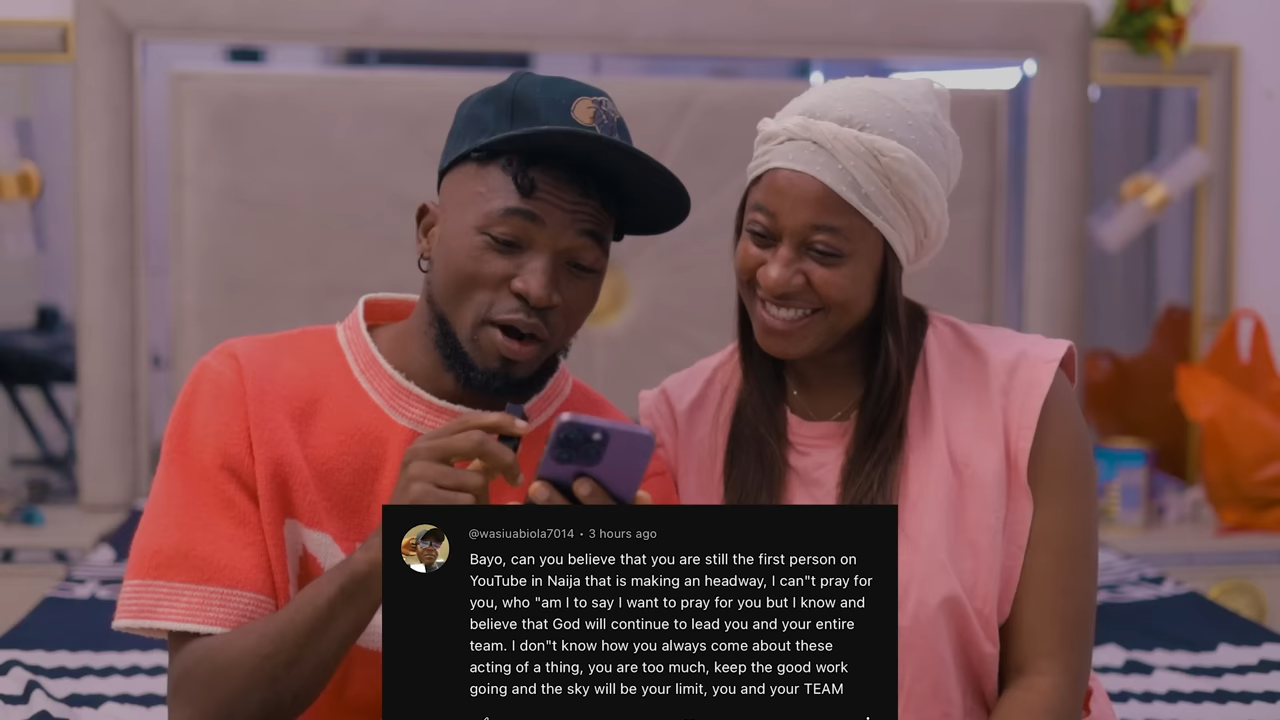 @wasiuabiola7014 • 3 hours ago
Bayo, can you believe that you are still the first person on
YouTube in Naija that is making an headway, I can"t pray for
you, who "am I to say I want to pray for you but I know and
believe that God will continue to lead you and your entire
team. I don"t know how you always come about these
acting of a thing, you are too much, keep the good work
going and the sky will be your limit, you and your TEAM